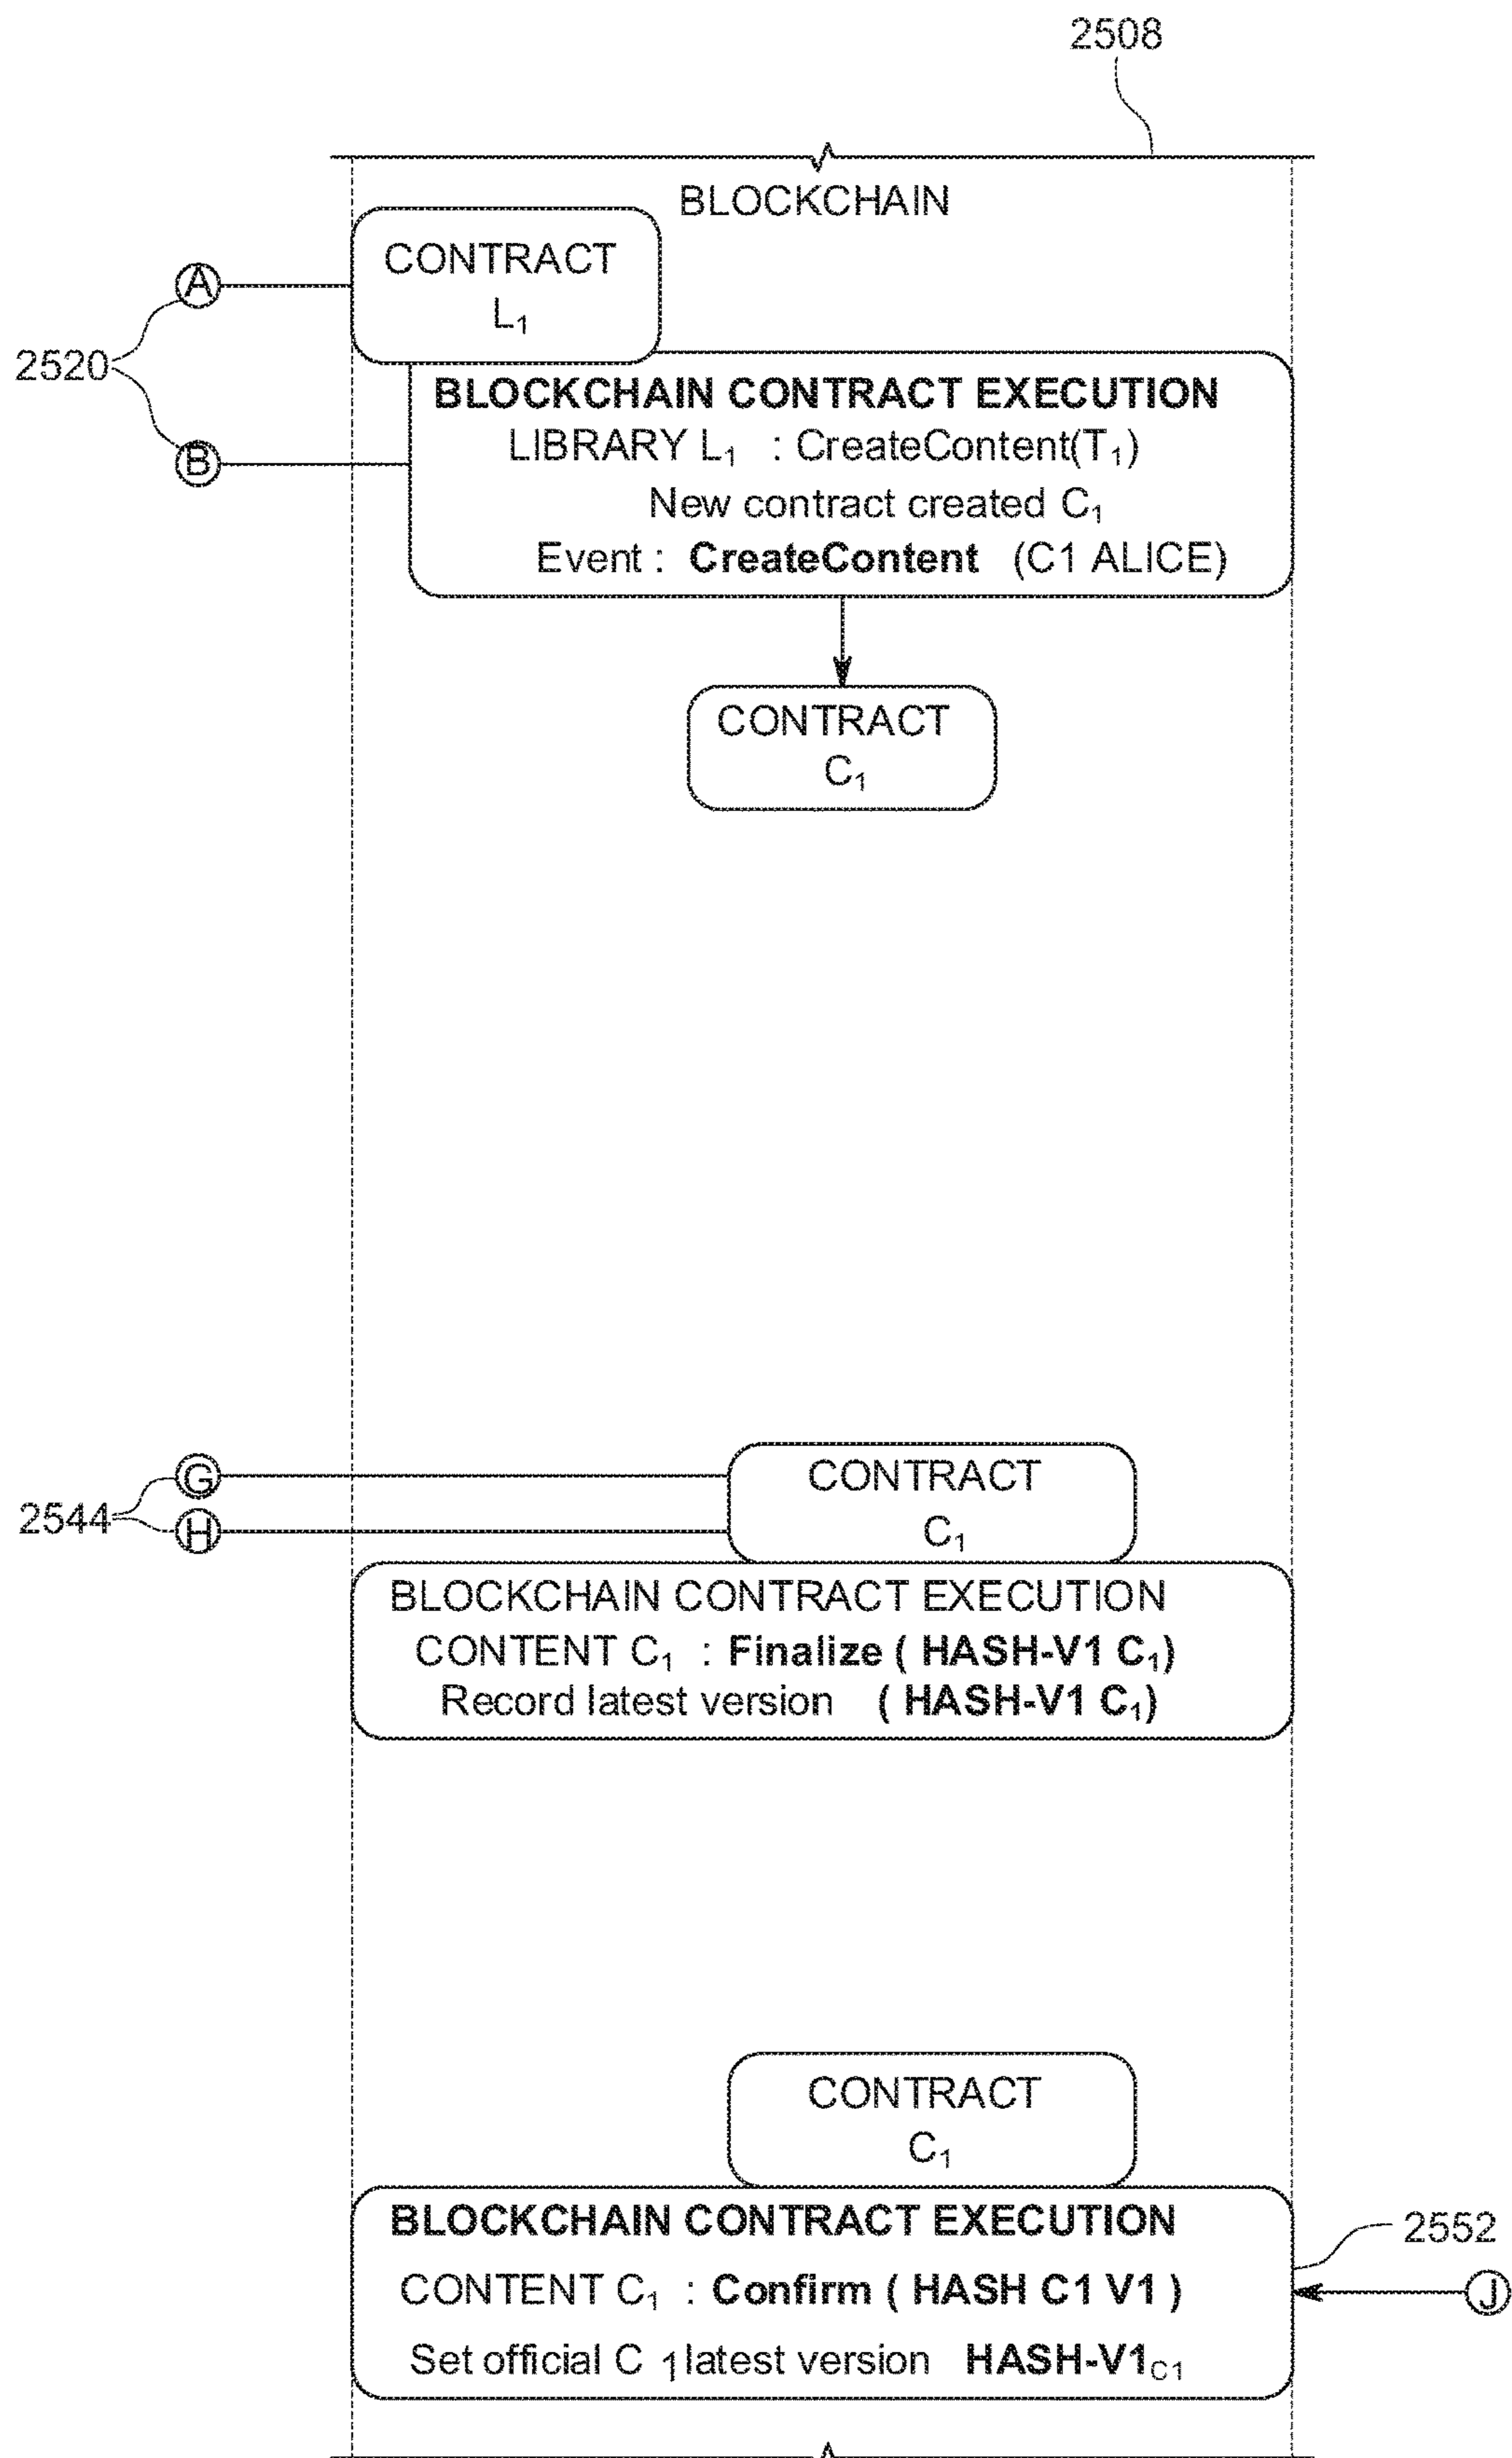 2508
BLOCKCHAIN
CONTRACT
L₁
A
2520
B
BLOCKCHAIN CONTRACT EXECUTION
LIBRARY L₁ : CreateContent(T₁)
New contract created C₁
Event : CreateContent (C1 ALICE)
CONTRACT
C₁
G
2544
H
CONTRACT
C₁
BLOCKCHAIN CONTRACT EXECUTION
CONTENT C₁ : Finalize ( HASH-V1 C₁)
Record latest version ( HASH-V1 C₁)
CONTRACT
C₁
BLOCKCHAIN CONTRACT EXECUTION
2552
CONTENT C₁ : Confirm ( HASH C1 V1 )
J
Set official C 1 latest version HASH-V1C1